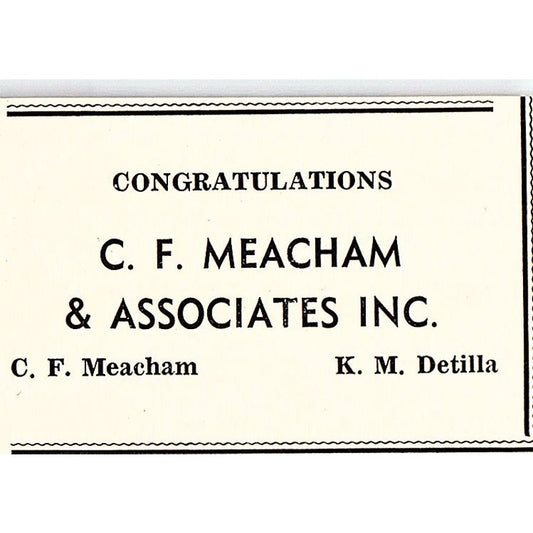 CONGRATULATIONS
C. F. MEACHAM
& ASSOCIATES INC.
C. F. Meacham K. M. Detilla